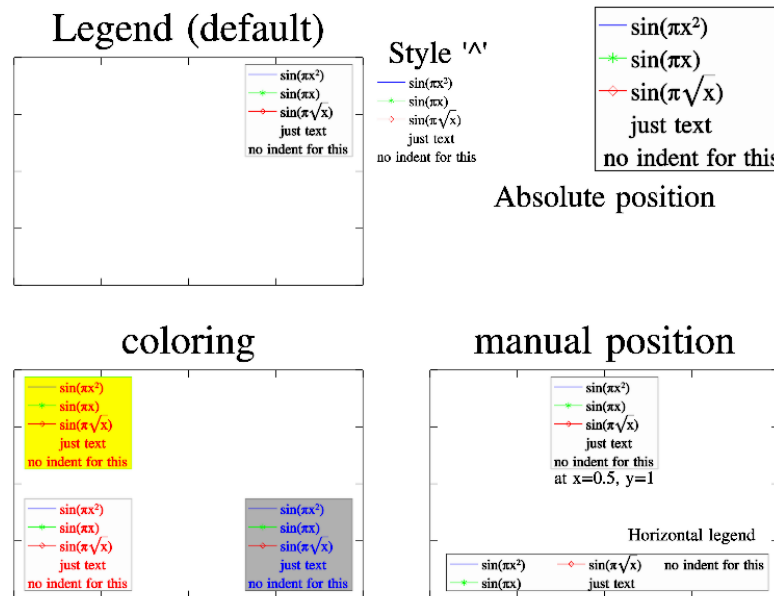 Legend (default)
sin(πx²)
sin(πx)
sin(π√x)
just text
no indent for this
Style '^'
sin(πx²)
sin(πx)
sin(π√x)
just text
no indent for this
sin(πx²)
sin(πx)
sin(π√x)
just text
no indent for this
Absolute position
coloring
sin(πx²)
sin(πx)
sin(π√x)
just text
no indent for this
sin(πx²)
sin(πx)
sin(π√x)
just text
no indent for this
sin(πx²)
sin(πx)
sin(π√x)
just text
no indent for this
manual position
sin(πx²)
sin(πx)
sin(π√x)
just text
no indent for this
at x=0.5, y=1
Horizontal legend
sin(πx²) sin(π√x) no indent for this
sin(πx) just text